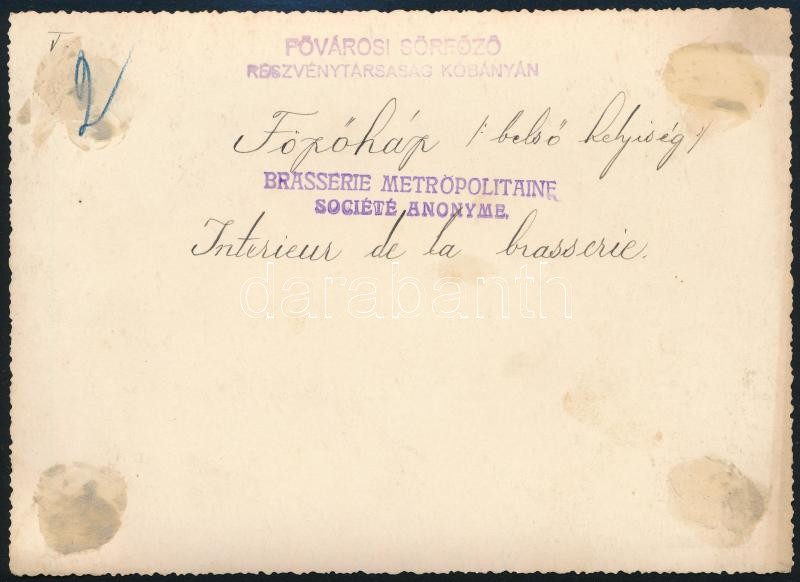 I.
2
FŐVÁROSI SÖRFŐZŐ
RÉSZVÉNYTÁRSASÁG KŐBÁNYÁN
Főzőház /: belső helyiség :/
BRASSERIE METROPOLITAINE
SOCIÉTÉ ANONYME.
Interieur de la brasserie.
darabanth